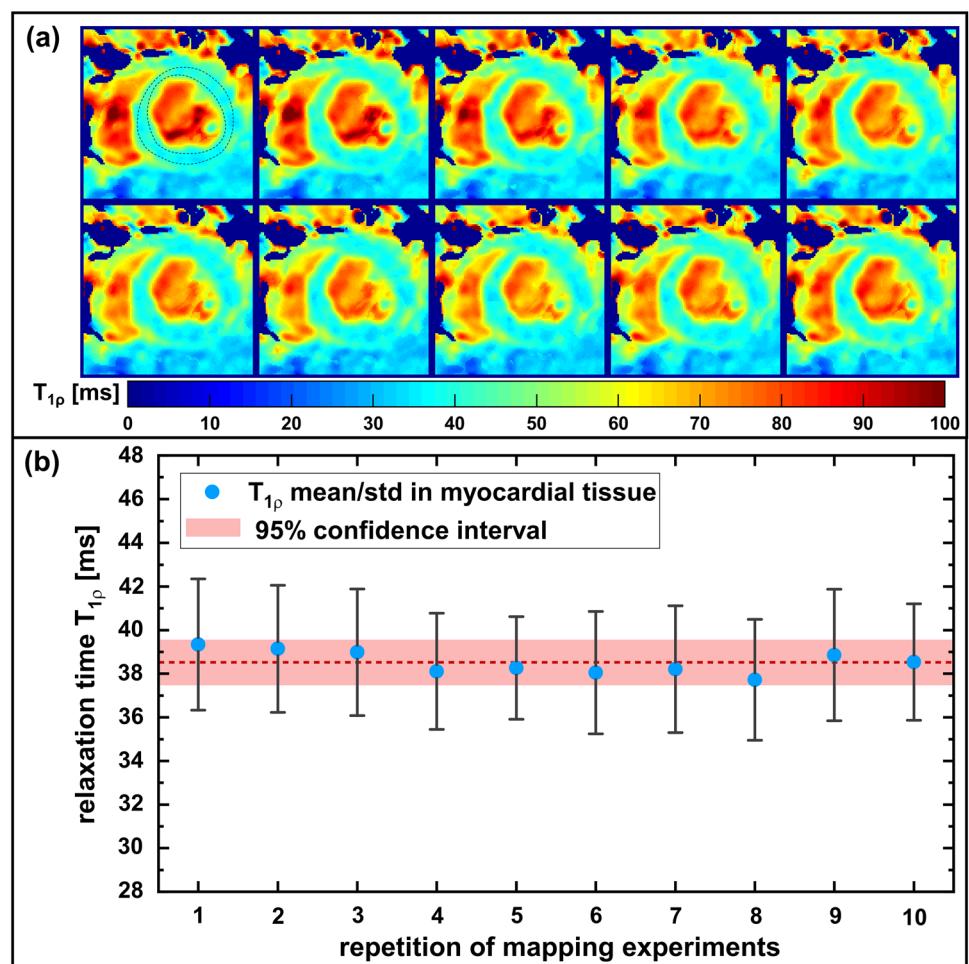 (a)
T1ρ [ms]
0 10 20 30 40 50 60 70 80 90 100
(b)
48
46
44
42
40
38
36
34
32
30
28
relaxation time T1ρ [ms]
T1ρ mean/std in myocardial tissue
95% confidence interval
1 2 3 4 5 6 7 8 9 10
repetition of mapping experiments